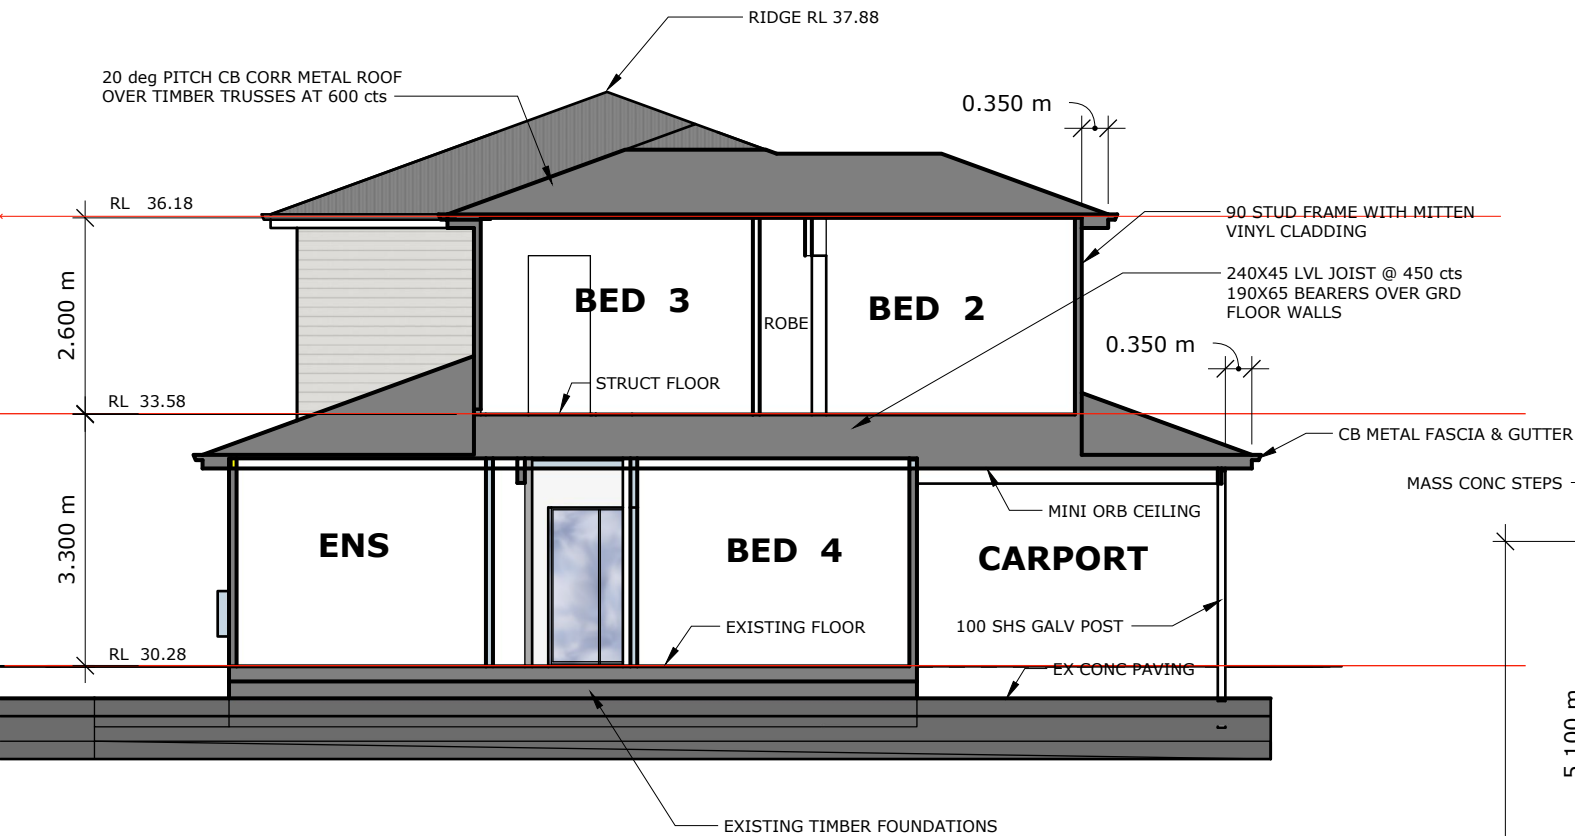 RIDGE RL 37.88
20 deg PITCH CB CORR METAL ROOF
OVER TIMBER TRUSSES AT 600 cts
0.350 m
RL 36.18
90 STUD FRAME WITH MITTEN
VINYL CLADDING
240X45 LVL JOIST @ 450 cts
190X65 BEARERS OVER GRD
FLOOR WALLS
2.600 m
BED 3
ROBE
BED 2
0.350 m
STRUCT FLOOR
RL 33.58
CB METAL FASCIA & GUTTER
MASS CONC STEPS
MINI ORB CEILING
3.300 m
ENS
BED 4
CARPORT
EXISTING FLOOR
100 SHS GALV POST
RL 30.28
EX CONC PAVING
5.100 m
EXISTING TIMBER FOUNDATIONS